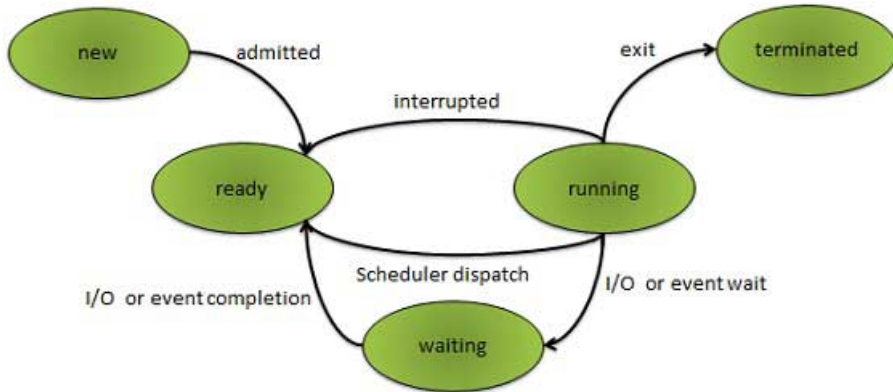 new
admitted
exit
terminated
interrupted
ready
running
Scheduler dispatch
I/O or event completion
I/O or event wait
waiting